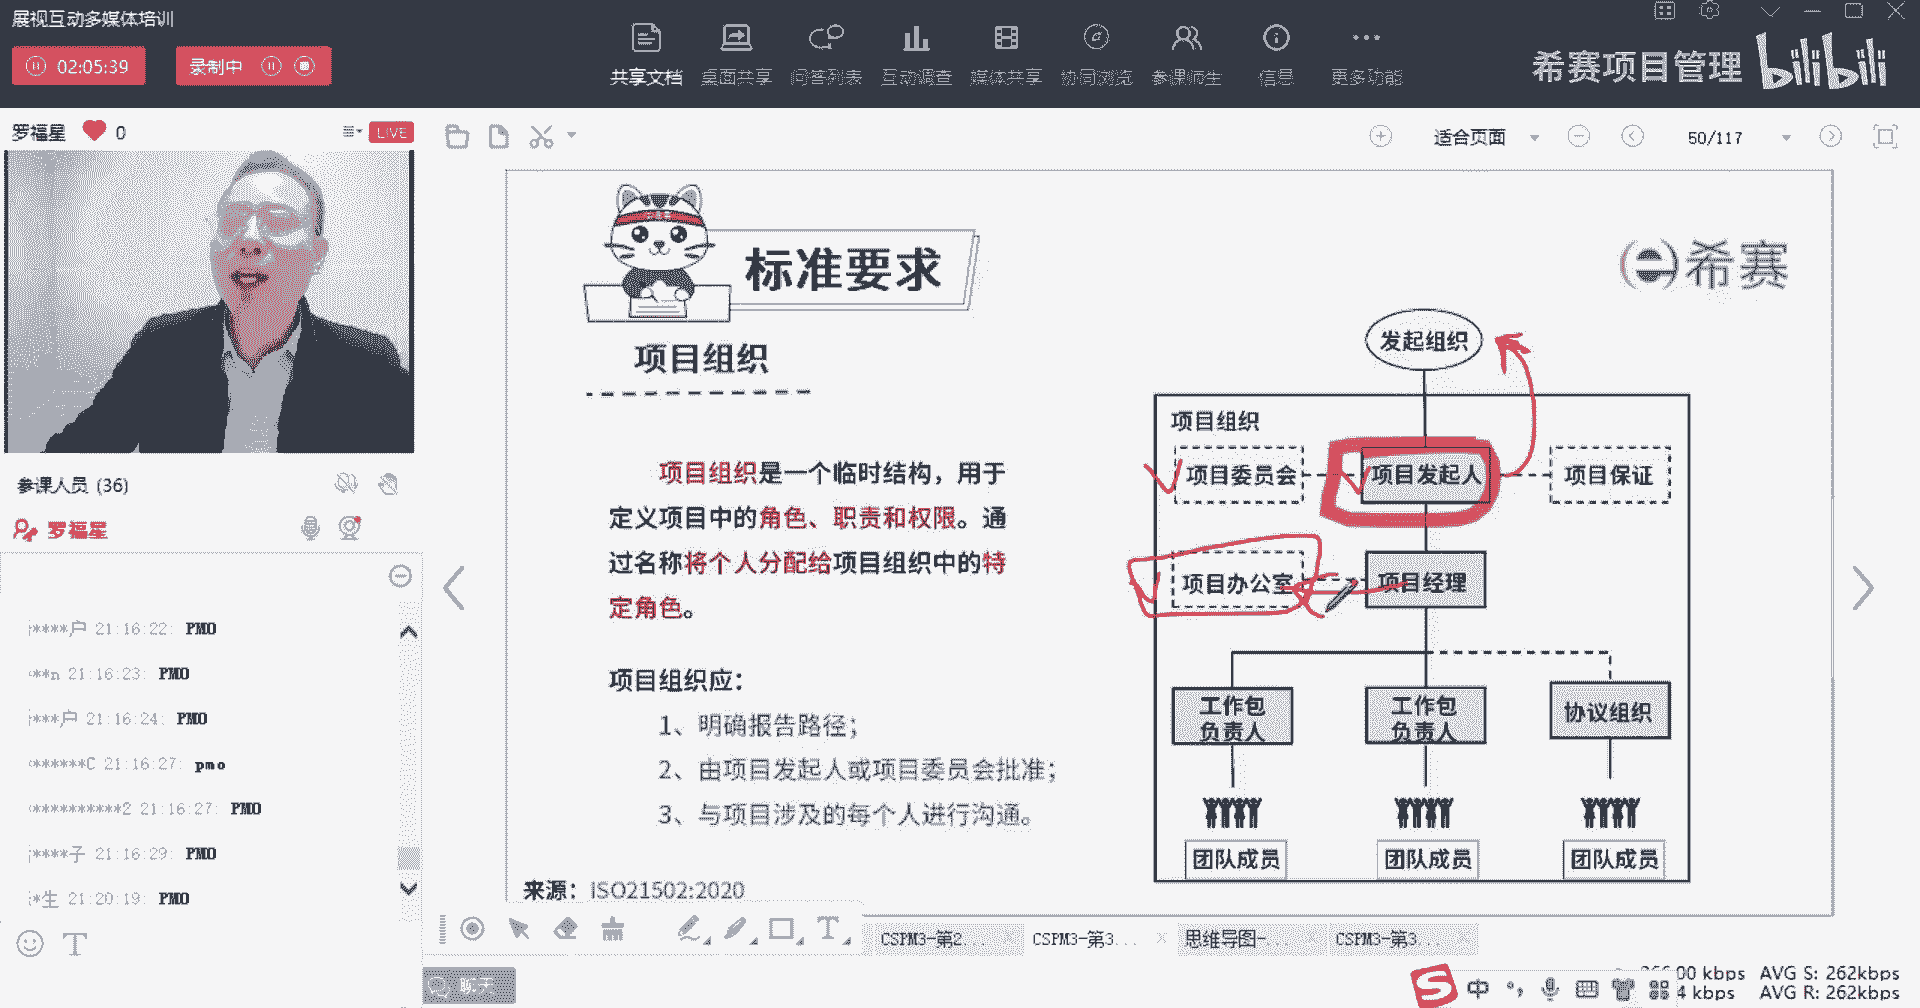 展视互动多媒体培训
02:05:39
录制中
共享文档
桌面共享
问答列表
互动调查
媒体共享
协同浏览
参课师生
信息
更多功能
希赛项目管理 bilibili
罗福星 0
LIVE
适合页面
50/117
参课人员 (36)
罗福星
i****户 21:16:22: PMO
21:16:23: PMO
i***户 21:16:24: PMO
******C 21:16:27: pmo
**********2 21:16:27: PMO
i****子 21:16:29: PMO
i*生 21:20:19: PMO
T
聊天
标准要求
希赛
项目组织
项目组织是一个临时结构，用于
定义项目中的角色、职责和权限。通
过名称将个人分配给项目组织中的特
定角色。
项目组织应：
1、明确报告路径；
2、由项目发起人或项目委员会批准；
3、与项目涉及的每个人进行沟通。
来源：ISO21502:2020
发起组织
项目组织
项目委员会
项目发起人
项目保证
项目办公室
项目经理
工作包
负责人
工作包
负责人
协议组织
团队成员
团队成员
团队成员
T
CSPM3-第2...
CSPM3-第3...
思维导图-...
CSPM3-第3...
S 中
00 kbps AVG S: 262kbps
4 kbps AVG R: 262kbps